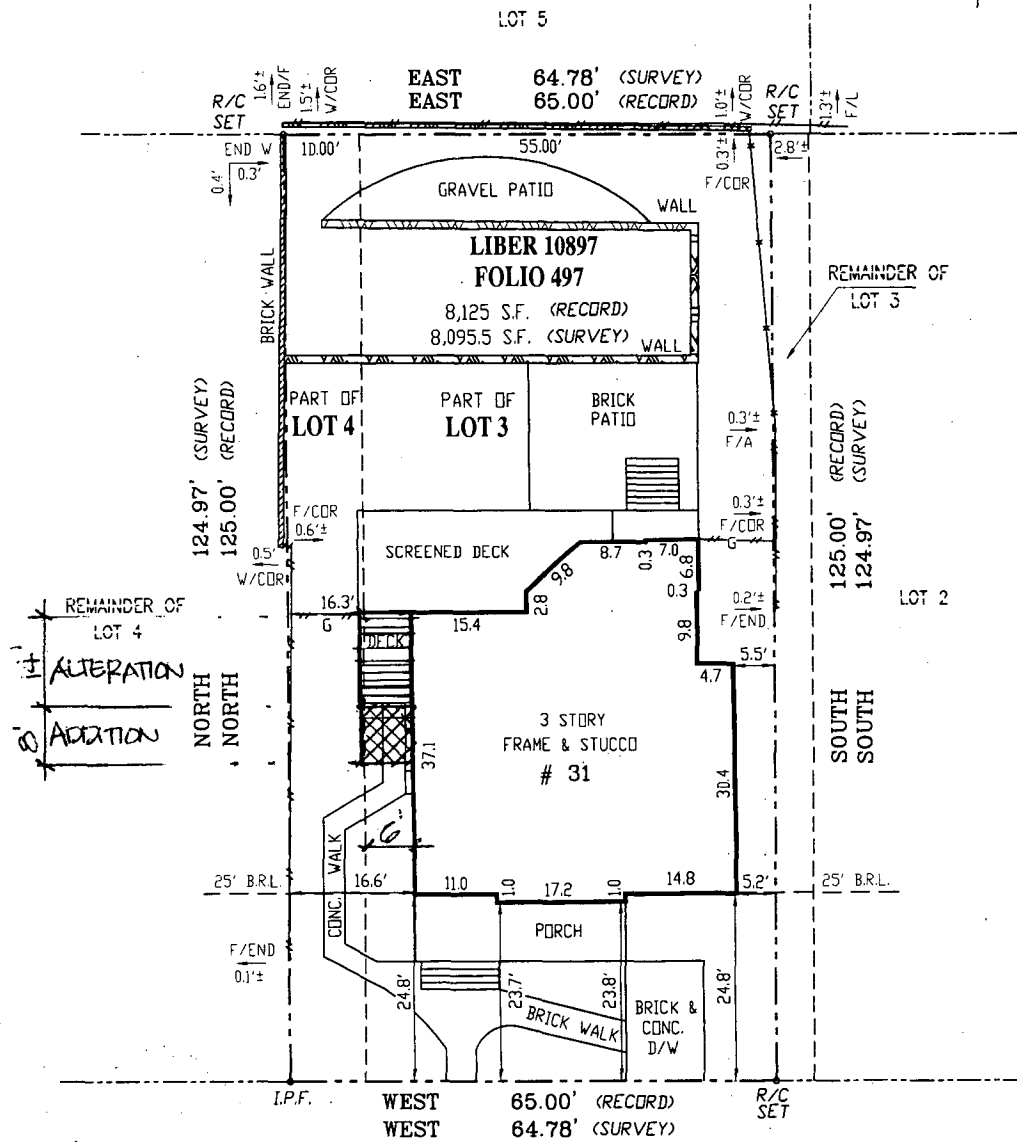 LOT 5
EAST 64.78' (SURVEY)
EAST 65.00' (RECORD)
1.6'±
END/F
1.5'±
W/COR
R/C
SET
1.0'±
W/COR
R/C
SET
1.3'±
F/L
END W
0.3'
0.4'
10.00'
55.00'
0.3'±
F/COR
2.8'±
GRAVEL PATIO
WALL
LIBER 10897
FOLIO 497
8,125 S.F. (RECORD)
8,095.5 S.F. (SURVEY)
WALL
BRICK WALL
REMAINDER OF
LOT 3
PART OF
LOT 4
PART OF
LOT 3
BRICK
PATIO
124.97' (SURVEY)
125.00' (RECORD)
NORTH
NORTH
125.00' (RECORD)
124.97' (SURVEY)
SOUTH
SOUTH
0.3'±
F/A
F/COR
0.6'±
0.5'
W/COR
0.3'±
F/COR
G
SCREENED DECK
8.7
0.3
7.0
6.8
9.8
2.8
0.3
9.8
0.2'±
F/END
LOT 2
REMAINDER OF
LOT 4
16.3'
G
15.4
DECK
4.7
5.5'
ALTERATION
8' ADDITION
3 STORY
FRAME & STUCCO
# 31
37.1
30.4
6'
CONC. WALK
25' B.R.L.
16.6'
11.0
1.0
17.2
1.0
14.8
5.2'
25' B.R.L.
PORCH
F/END
0.1'±
24.8'
23.7'
23.8'
24.8'
BRICK WALK
BRICK &
CONC.
D/W
I.P.F.
R/C
SET
WEST 65.00' (RECORD)
WEST 64.78' (SURVEY)